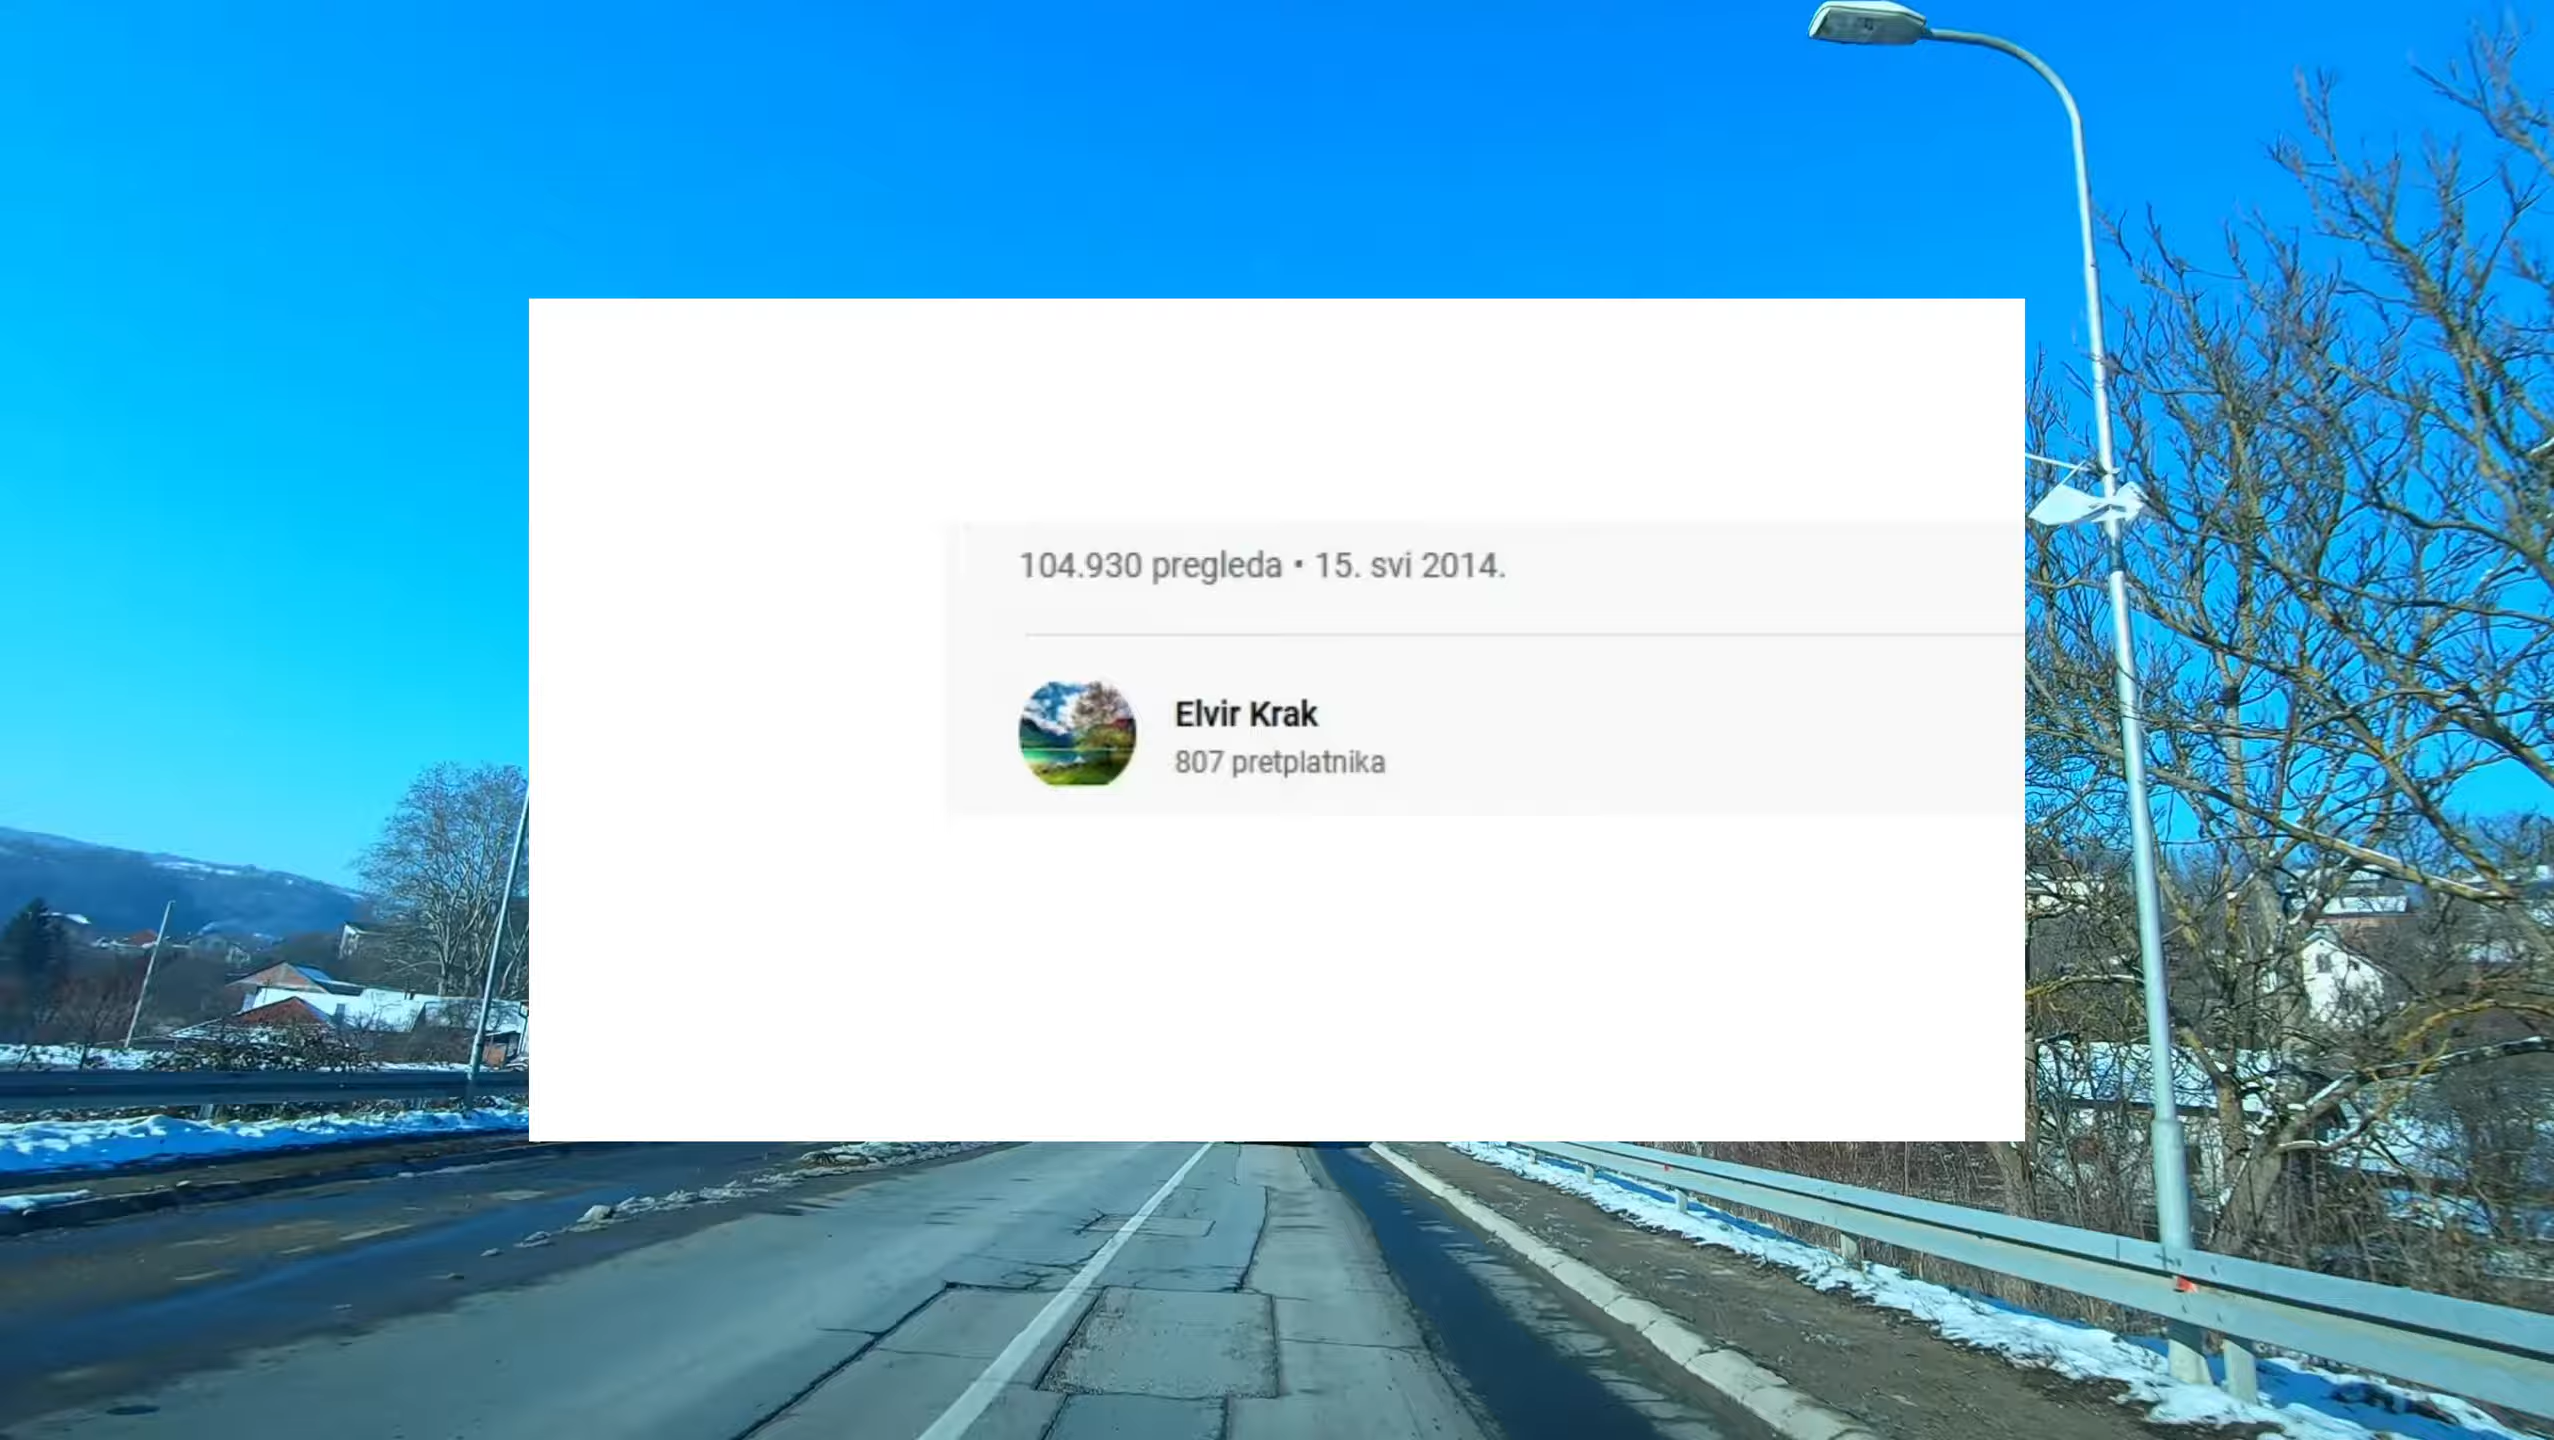 104.930 pregleda • 15. svi 2014.
Elvir Krak
807 pretplatnika